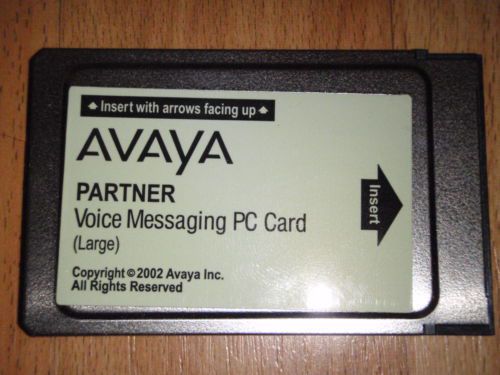 Insert with arrows facing up
AVAYA
PARTNER
Voice Messaging PC Card
(Large)
Insert
Copyright © 2002 Avaya Inc.
All Rights Reserved